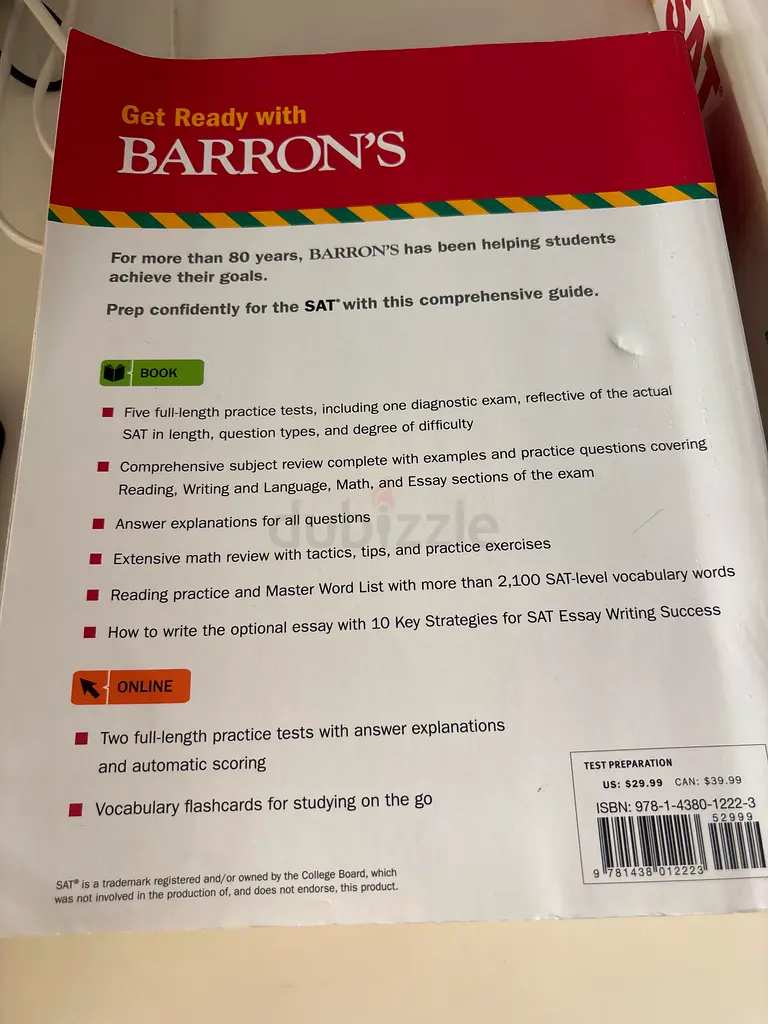 SAT
Get Ready with
BARRON'S
For more than 80 years, BARRON'S has been helping students
achieve their goals.
Prep confidently for the SAT® with this comprehensive guide.
BOOK
■ Five full-length practice tests, including one diagnostic exam, reflective of the actual
SAT in length, question types, and degree of difficulty
■ Comprehensive subject review complete with examples and practice questions covering
Reading, Writing and Language, Math, and Essay sections of the exam
■ Answer explanations for all questions
dubizzle
■ Extensive math review with tactics, tips, and practice exercises
■ Reading practice and Master Word List with more than 2,100 SAT-level vocabulary words
■ How to write the optional essay with 10 Key Strategies for SAT Essay Writing Success
ONLINE
■ Two full-length practice tests with answer explanations
and automatic scoring
■ Vocabulary flashcards for studying on the go
TEST PREPARATION
US: $29.99 CAN: $39.99
ISBN: 978-1-4380-1222-3
52999
9 781438 012223
SAT® is a trademark registered and/or owned by the College Board, which
was not involved in the production of, and does not endorse, this product.